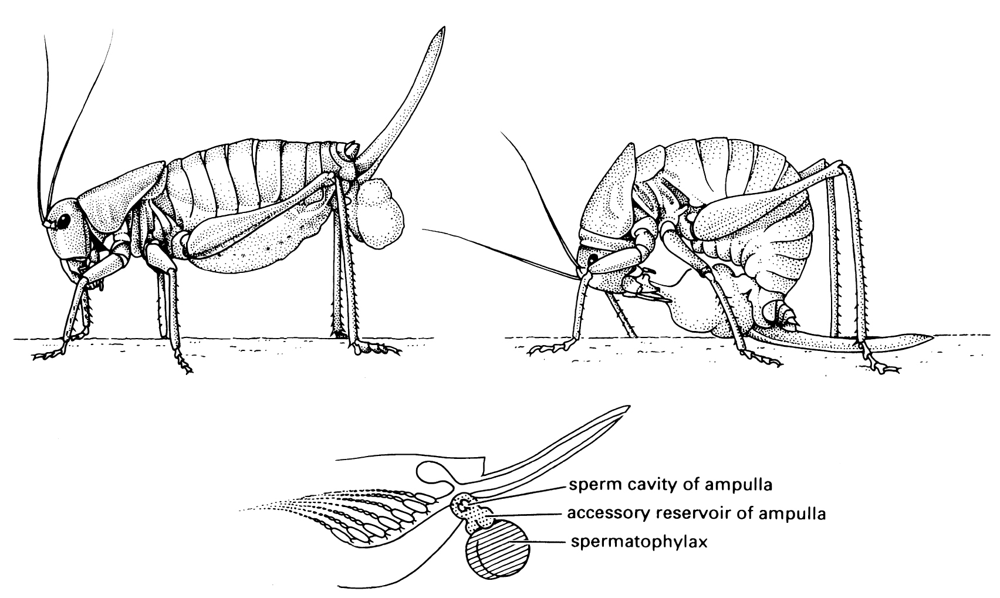 sperm cavity of ampulla
accessory reservoir of ampulla
spermatophylax